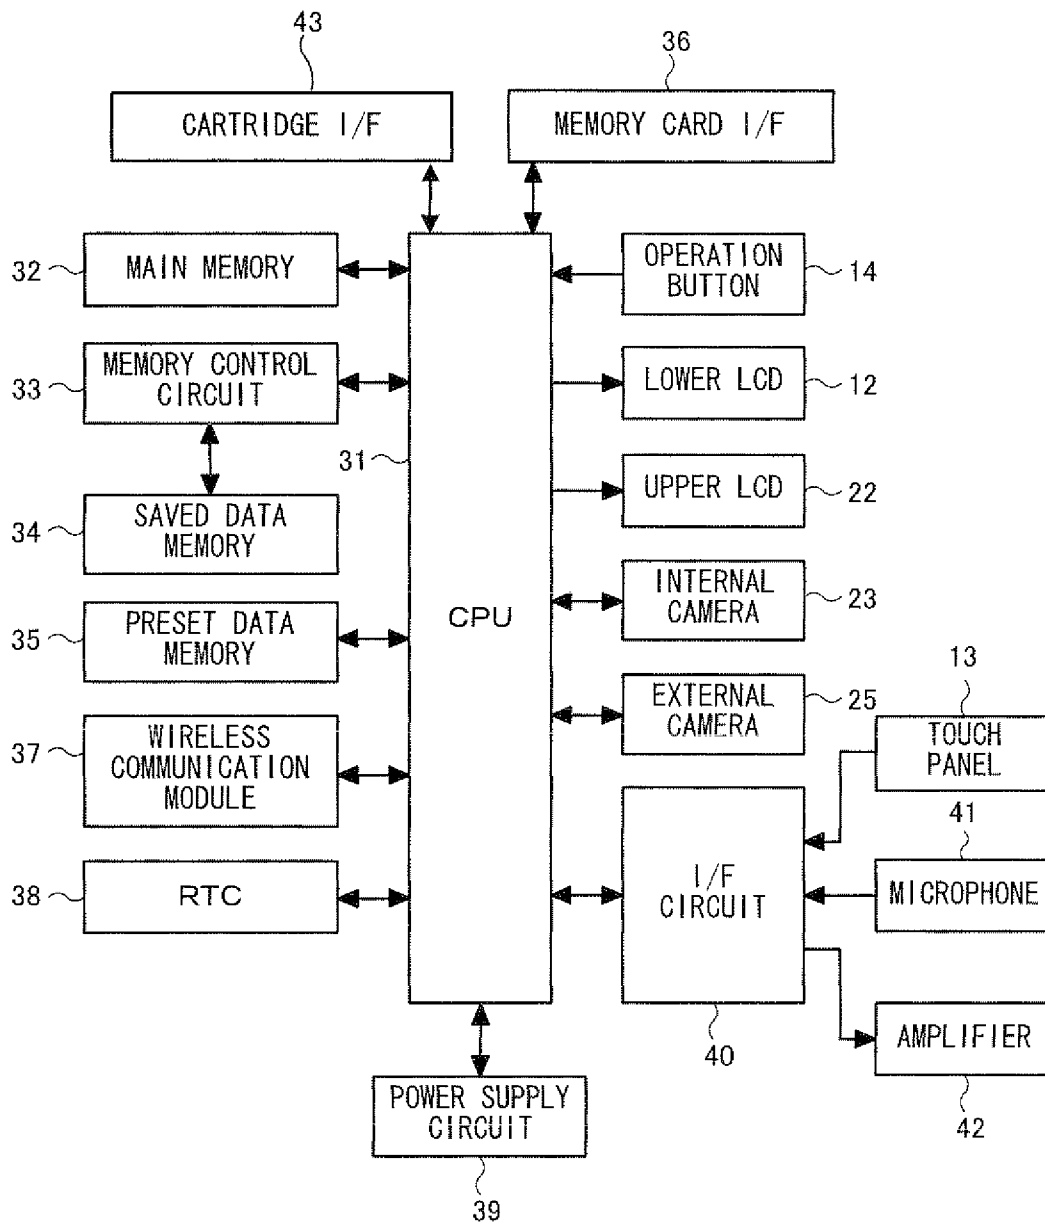 43
36
CARTRIDGE I/F
MEMORY CARD I/F
32
MAIN MEMORY
OPERATION
BUTTON
14
33
MEMORY CONTROL
CIRCUIT
LOWER LCD
12
31
34
SAVED DATA
MEMORY
UPPER LCD
22
CPU
INTERNAL
CAMERA
23
35
PRESET DATA
MEMORY
EXTERNAL
CAMERA
25
13
TOUCH
PANEL
37
WIRELESS
COMMUNICATION
MODULE
41
MICROPHONE
38
RTC
I/F
CIRCUIT
40
AMPLIFIER
42
POWER SUPPLY
CIRCUIT
39